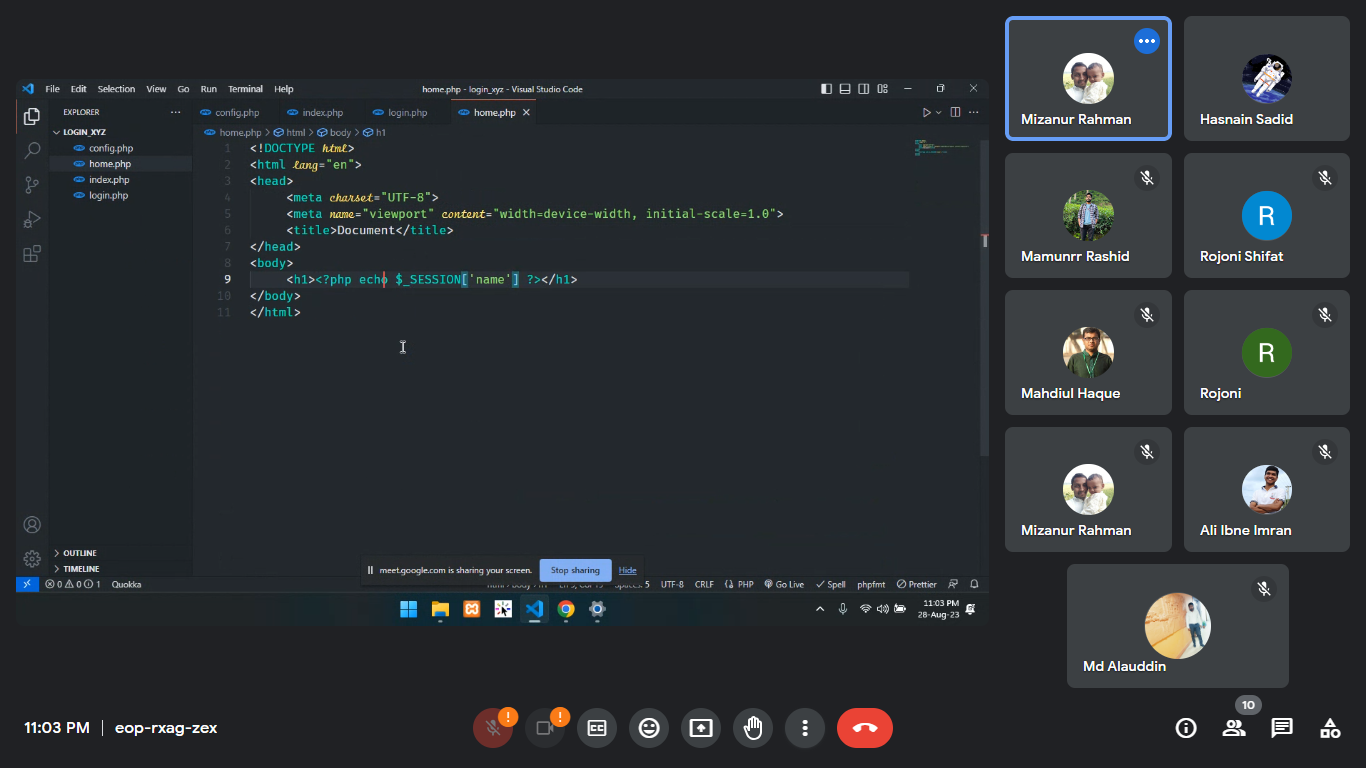 File Edit Selection View Go Run Terminal Help
home.php - login_xyz - Visual Studio Code
EXPLORER
LOGIN_XYZ
config.php
home.php
index.php
login.php
OUTLINE
TIMELINE
config.php index.php login.php home.php
home.php > html > body > h1
1 <!DOCTYPE html>
2 <html lang="en">
3 <head>
4 <meta charset="UTF-8">
5 <meta name="viewport" content="width=device-width, initial-scale=1.0">
6 <title>Document</title>
7 </head>
8 <body>
9 <h1><?php echo $_SESSION['name'] ?></h1>
10 </body>
11 </html>
meet.google.com is sharing your screen. Stop sharing Hide
0 0 1 Quokka
UTF-8 CRLF PHP Go Live Spell phpfmt Prettier
11:03 PM
28-Aug-23
Mizanur Rahman
Hasnain Sadid
Mamunrr Rashid
R
Rojoni Shifat
Mahdiul Haque
R
Rojoni
Mizanur Rahman
Ali Ibne Imran
Md Alauddin
11:03 PM | eop-rxag-zex
10